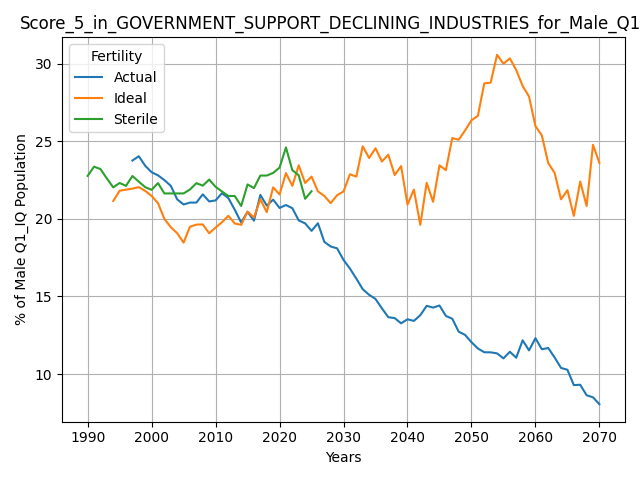 Score_5_in_GOVERNMENT_SUPPORT_DECLINING_INDUSTRIES_for_Male_Q1
Fertility
Actual
Ideal
Sterile
% of Male Q1_IQ Population
30
25
20
15
10
1990 2000 2010 2020 2030 2040 2050 2060 2070
Years